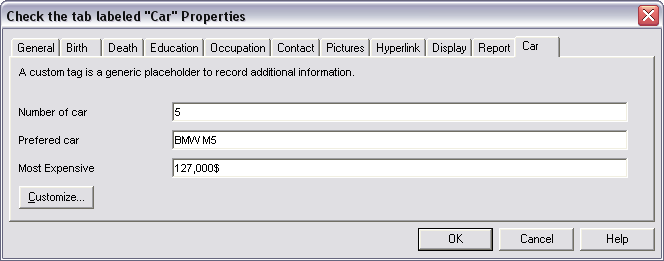 Check the tab labeled "Car" Properties
General Birth Death Education Occupation Contact Pictures Hyperlink Display Report Car
A custom tag is a generic placeholder to record additional information.
Number of car 5
Prefered car BMW M5
Most Expensive 127,000$
Customize...
OK Cancel Help